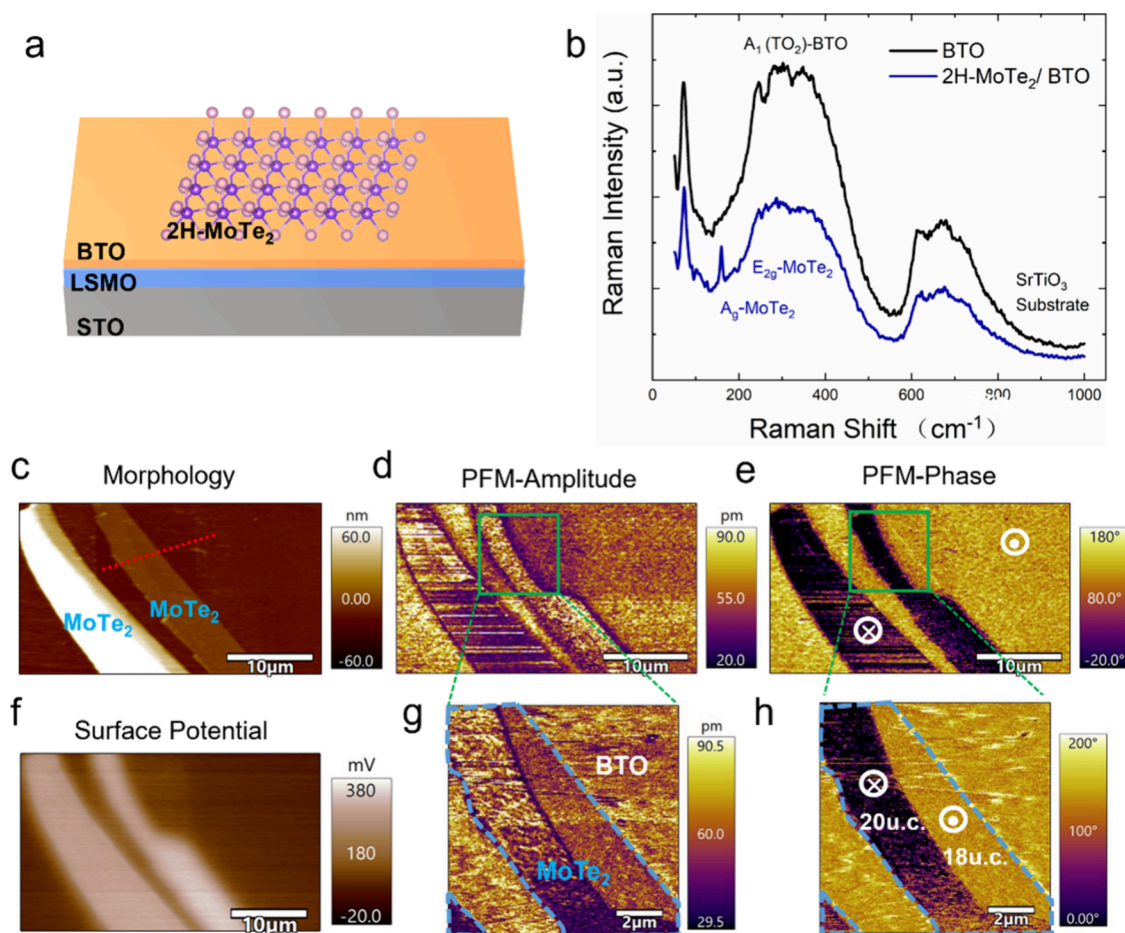 a
2H-MoTe₂
BTO
LSMO
STO
b
A₁(TO₂)-BTO
BTO
2H-MoTe₂/ BTO
E₂g-MoTe₂
Ag-MoTe₂
SrTiO₃
Substrate
Raman Intensity (a.u.)
0 200 400 600 800 1000
Raman Shift（cm⁻¹）
c
Morphology
MoTe₂
MoTe₂
10μm
nm
60.0
0.00
-60.0
d
PFM-Amplitude
10μm
pm
90.0
55.0
20.0
e
PFM-Phase
10μm
180°
80.0°
-20.0°
f
Surface Potential
10μm
mV
380
180
-20.0
g
BTO
MoTe₂
2μm
pm
90.5
60.0
29.5
h
20u.c.
18u.c.
2μm
200°
100°
0.00°